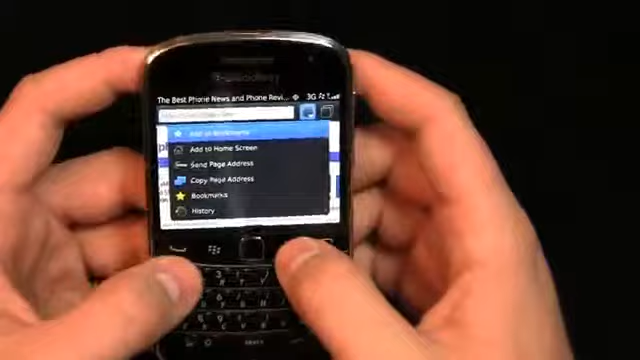 BlackBerry
The Best Phone News and Phone Revi... 3G
Add to Bookmarks
Add to Home Screen
Send Page Address
Copy Page Address
Bookmarks
History